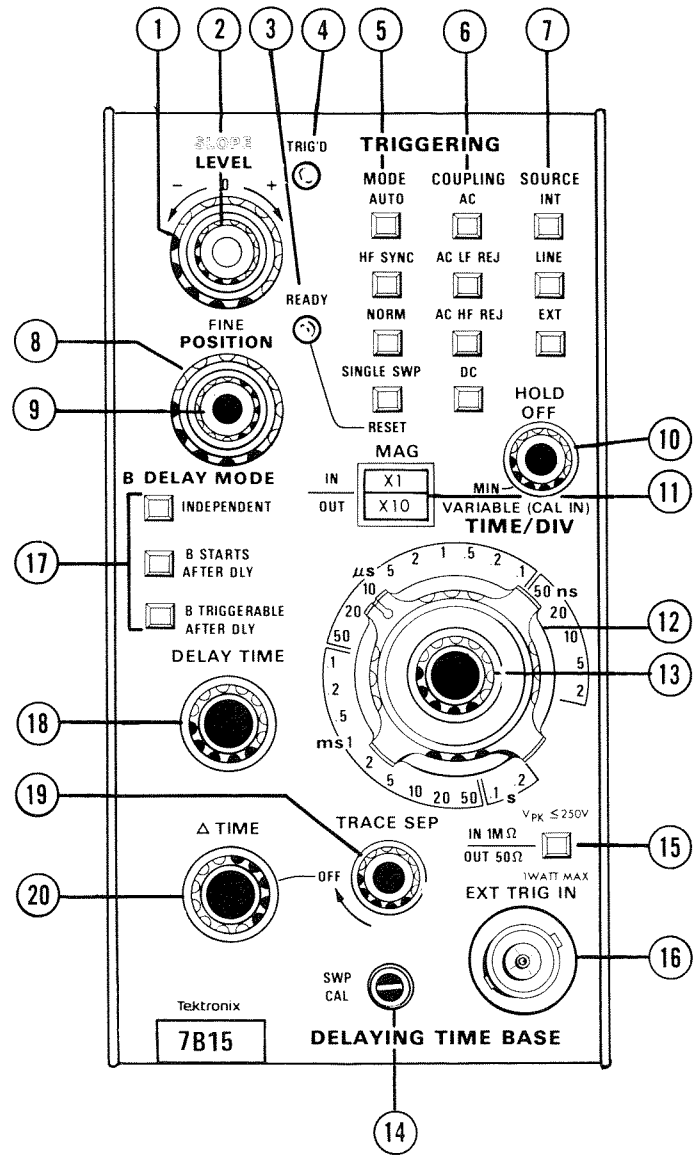 1 2 3 4 5 6 7
SLOPE
LEVEL
− 0 +
TRIG'D
TRIGGERING
MODE COUPLING SOURCE
AUTO AC INT
HF SYNC AC LF REJ LINE
READY
NORM AC HF REJ EXT
SINGLE SWP DC
RESET
8
FINE
POSITION
9
HOLD
OFF
10
MIN
MAG
IN
OUT
X1
X10
11
VARIABLE (CAL IN)
TIME/DIV
B DELAY MODE
17
INDEPENDENT
B STARTS
AFTER DLY
B TRIGGERABLE
AFTER DLY
µs
50 20 10 5 2 1 .5 .2 .1
50 ns
20
10
5
2
12
13
.1
.2
.5
ms 1
2
5
10
20
50
.1 s
.2
DELAY TIME
18
19
TRACE SEP
VPK ≤ 250V
IN 1MΩ
OUT 50Ω
15
1WATT MAX
Δ TIME
OFF
20
EXT TRIG IN
16
SWP
CAL
Tektronix
7B15
DELAYING TIME BASE
14